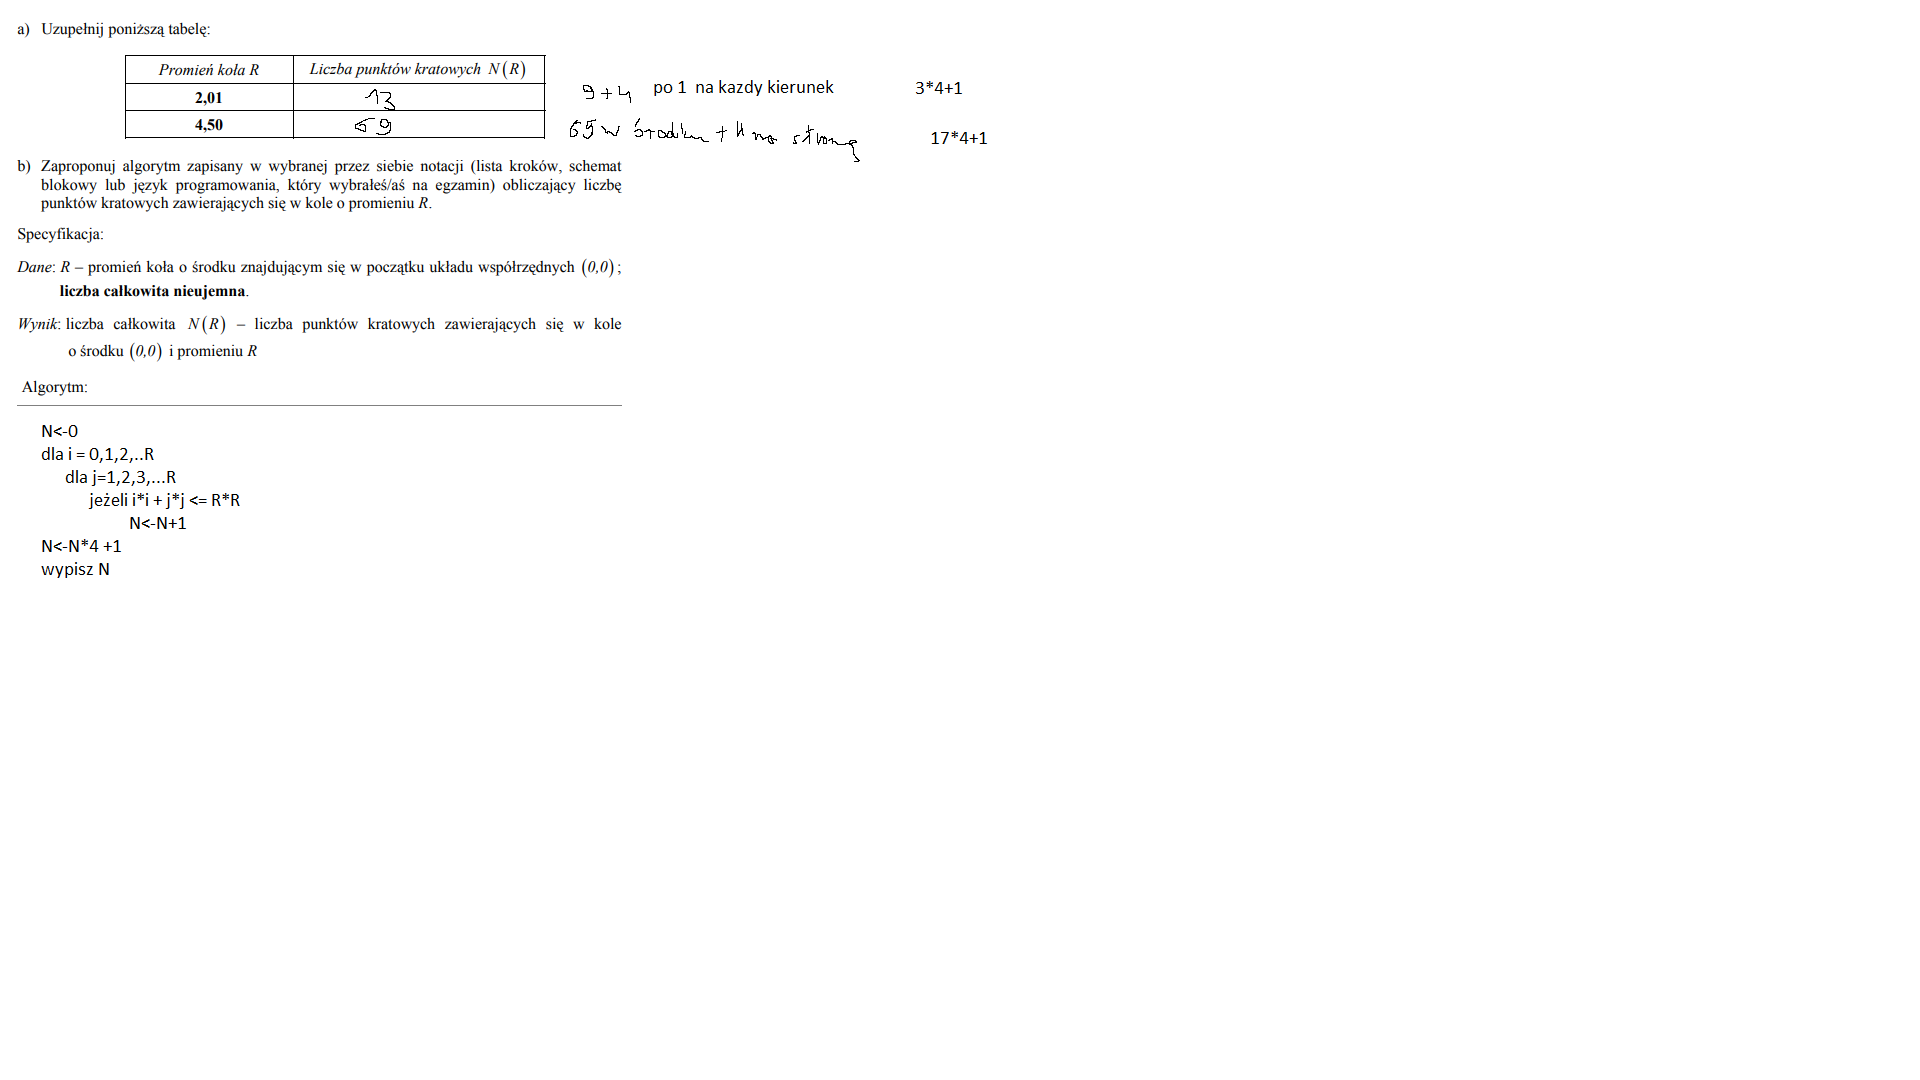 a) Uzupełnij poniższą tabelę:
Promień koła R Liczba punktów kratowych N(R)
2,01 13
4,50 69
9+4 po 1 na kazdy kierunek 3*4+1
65 w środku + 4 na stronę 17*4+1
b) Zaproponuj algorytm zapisany w wybranej przez siebie notacji (lista kroków, schemat
blokowy lub język programowania, który wybrałeś/aś na egzamin) obliczający liczbę
punktów kratowych zawierających się w kole o promieniu R.
Specyfikacja:
Dane: R – promień koła o środku znajdującym się w początku układu współrzędnych (0,0);
liczba całkowita nieujemna.
Wynik: liczba całkowita N(R) – liczba punktów kratowych zawierających się w kole
o środku (0,0) i promieniu R
Algorytm:
N<-0
dla i = 0,1,2,..R
dla j=1,2,3,...R
jeżeli i*i + j*j <= R*R
N<-N+1
N<-N*4 +1
wypisz N